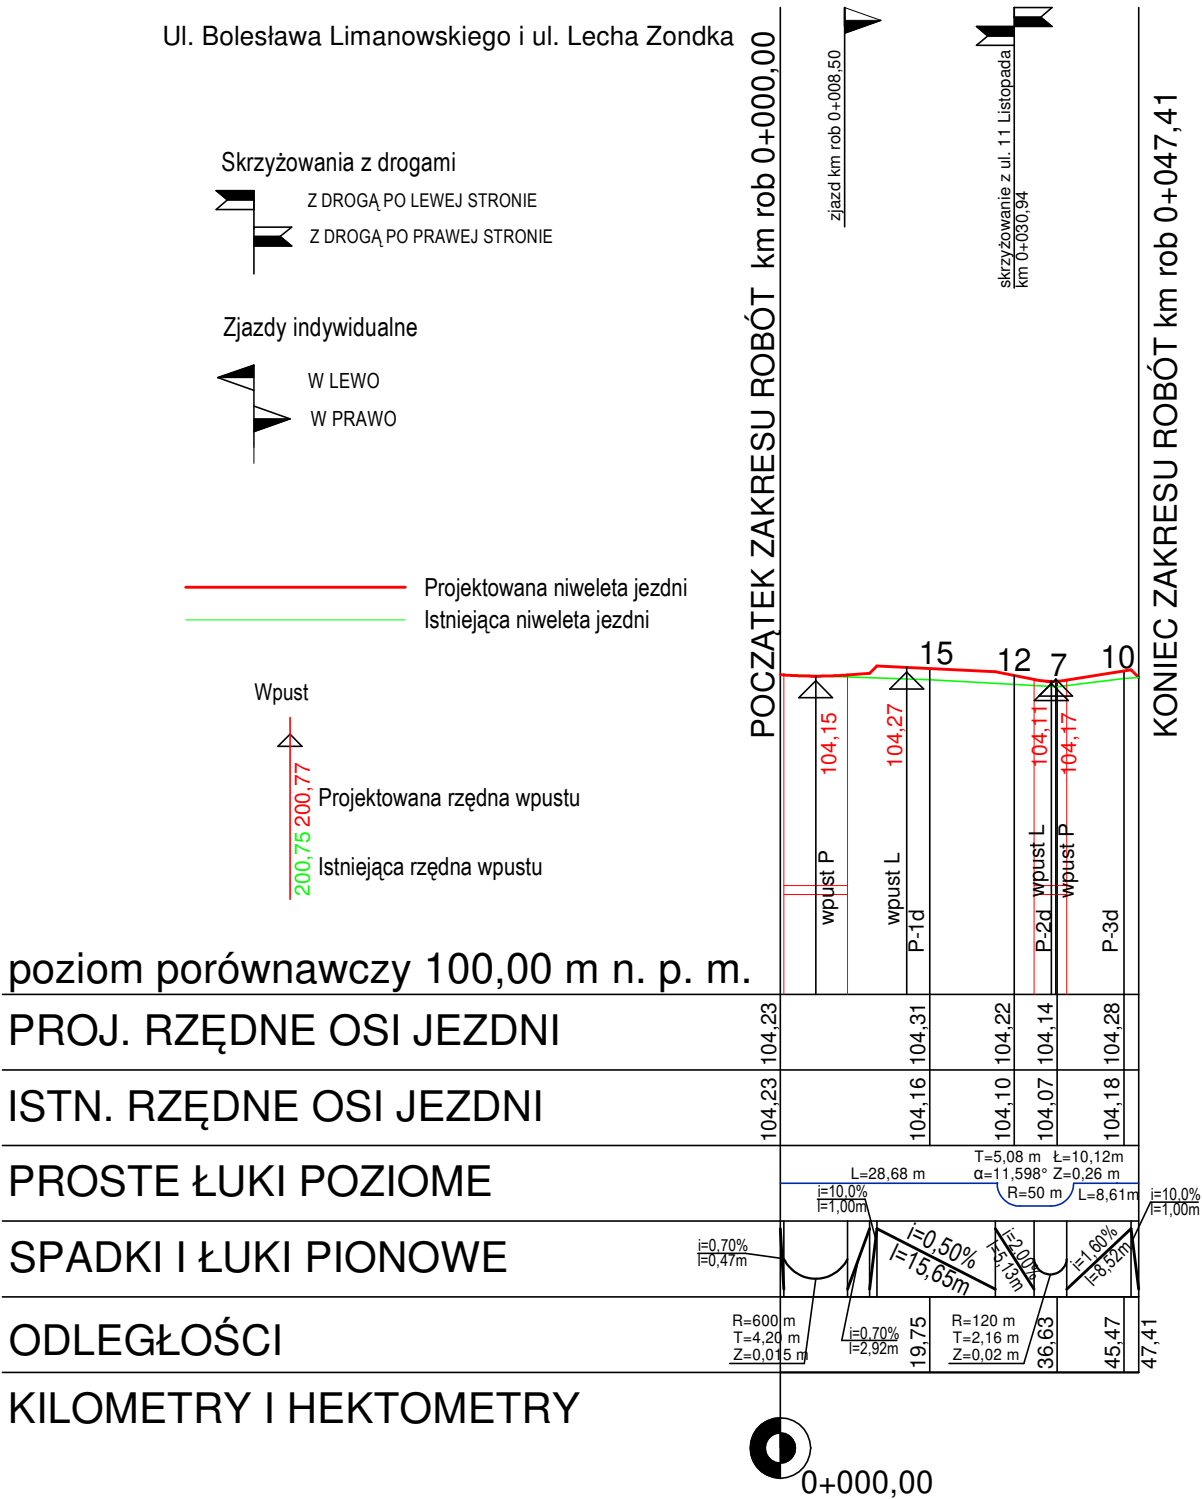 Ul. Bolesława Limanowskiego i ul. Lecha Zondka
Skrzyżowania z drogami
Z DROGĄ PO LEWEJ STRONIE
Z DROGĄ PO PRAWEJ STRONIE
Zjazdy indywidualne
W LEWO
W PRAWO
Projektowana niweleta jezdni
Istniejąca niweleta jezdni
Wpust
200,75 200,77
Projektowana rzędna wpustu
Istniejąca rzędna wpustu
POCZĄTEK ZAKRESU ROBÓT km rob 0+000,00
zjazd km rob 0+008,50
skrzyżowanie z ul. 11 Listopada
km 0+030,94
KONIEC ZAKRESU ROBÓT km rob 0+047,41
15
12
7
10
104,15
104,27
104,11
104,17
wpust P
wpust L
P-1d
wpust L
P-2d
wpust P
P-3d
poziom porównawczy 100,00 m n. p. m.
PROJ. RZĘDNE OSI JEZDNI
104,23
104,31
104,22
104,14
104,28
ISTN. RZĘDNE OSI JEZDNI
104,23
104,16
104,10
104,07
104,18
PROSTE ŁUKI POZIOME
L=28,68 m
T=5,08 m Ł=10,12m
α=11,598° Z=0,26 m
R=50 m
L=8,61m
SPADKI I ŁUKI PIONOWE
i=0,70%
l=0,47m
i=10,0%
l=1,00m
i=0,50%
l=15,65m
i=2,00%
l=5,13m
i=1,60%
l=8,52m
i=10,0%
l=1,00m
ODLEGŁOŚCI
R=600 m
T=4,20 m
Z=0,015 m
i=0,70%
l=2,92m
19,75
R=120 m
T=2,16 m
Z=0,02 m
36,63
45,47
47,41
KILOMETRY I HEKTOMETRY
0+000,00